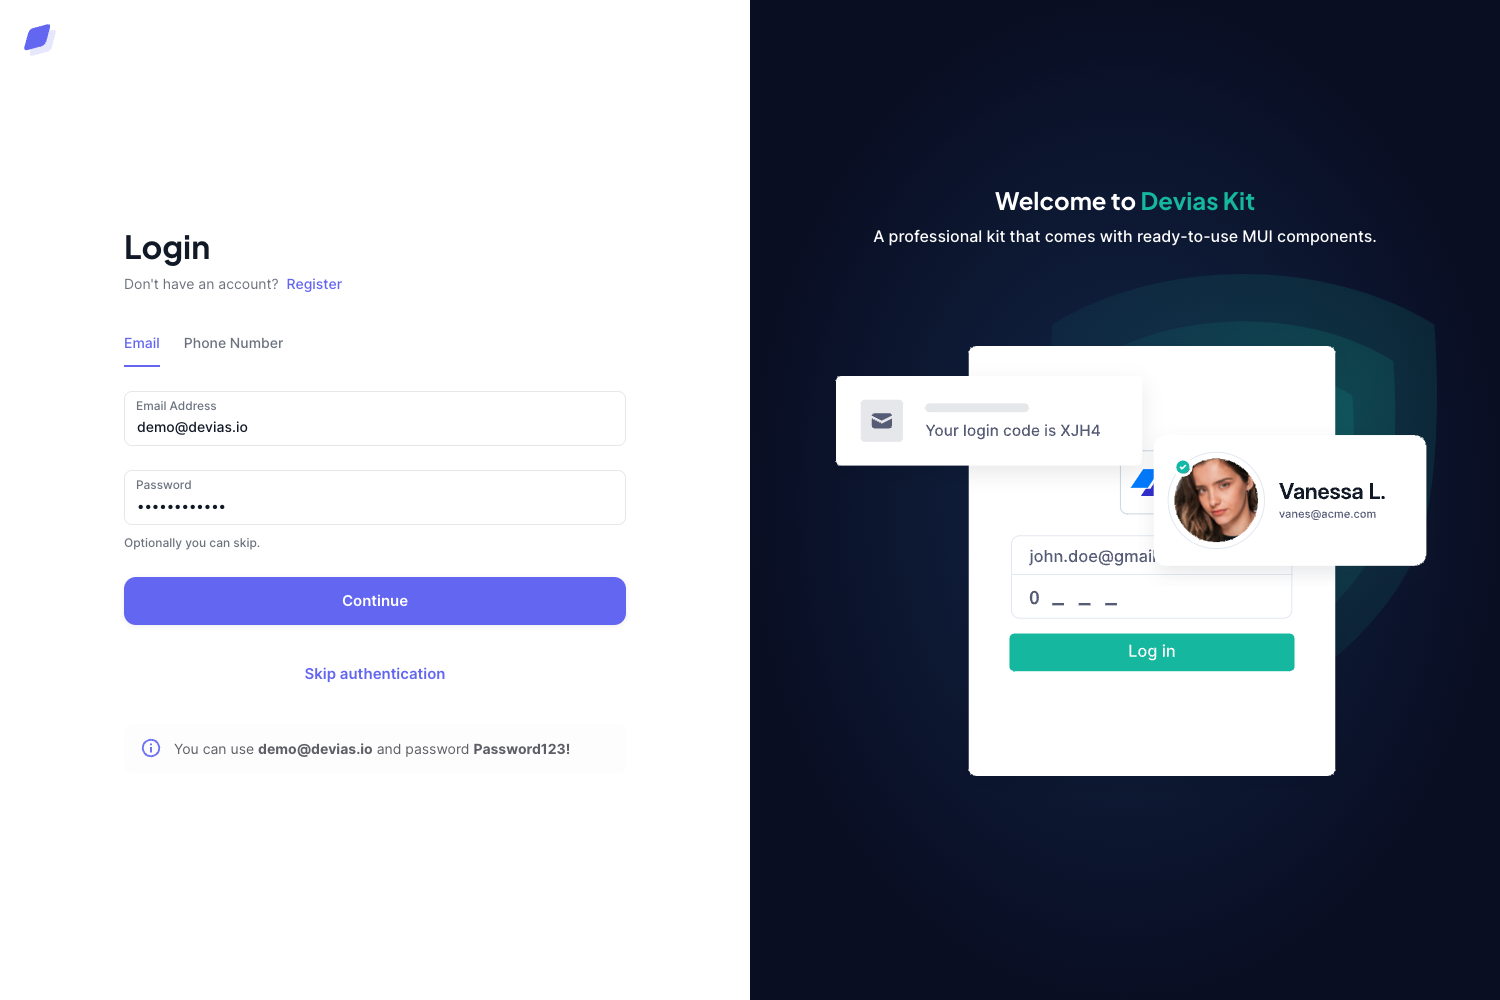 Login
Don't have an account? Register
Email Phone Number
Email Address
demo@devias.io
Password
••••••••••••
Optionally you can skip.
Continue
Skip authentication
You can use demo@devias.io and password Password123!
Welcome to Devias Kit
A professional kit that comes with ready-to-use MUI components.
Your login code is XJH4
Vanessa L.
vanes@acme.com
john.doe@gmail
0 _ _ _
Log in